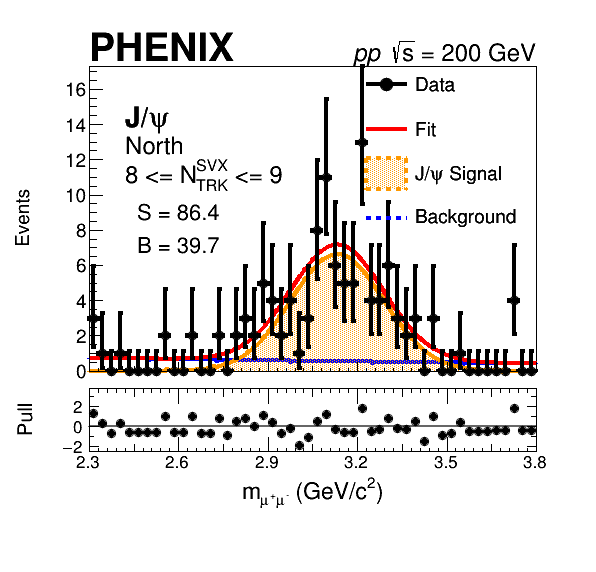 PHENIX pp √s = 200 GeV
J/ψ
North
8 <= N_TRK^SVX <= 9
S = 86.4
B = 39.7
Data
Fit
J/ψ Signal
Background
Events
16
14
12
10
8
6
4
2
0
Pull
2
0
−2
2.3 2.6 2.9 3.2 3.5 3.8
m_μ⁺μ⁻ (GeV/c²)